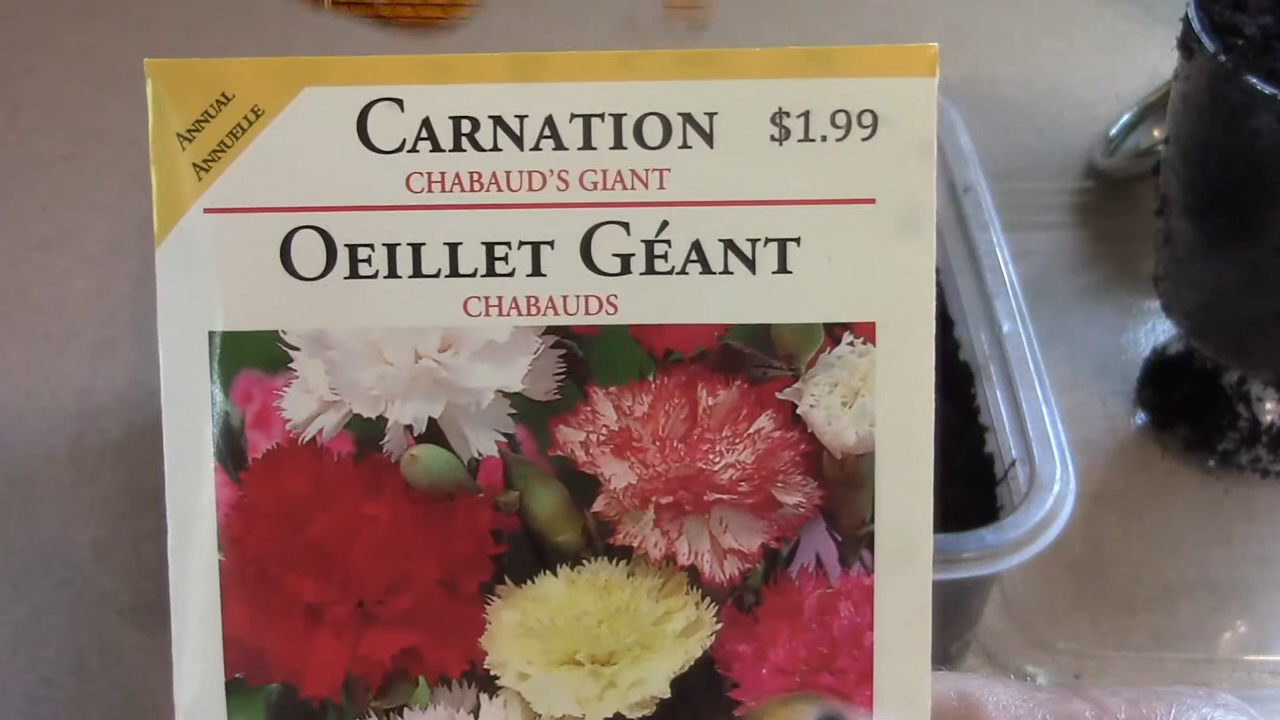 ANNUAL
ANNUELLE
CARNATION $1.99
CHABAUD'S GIANT
OEILLET GÉANT
CHABAUDS